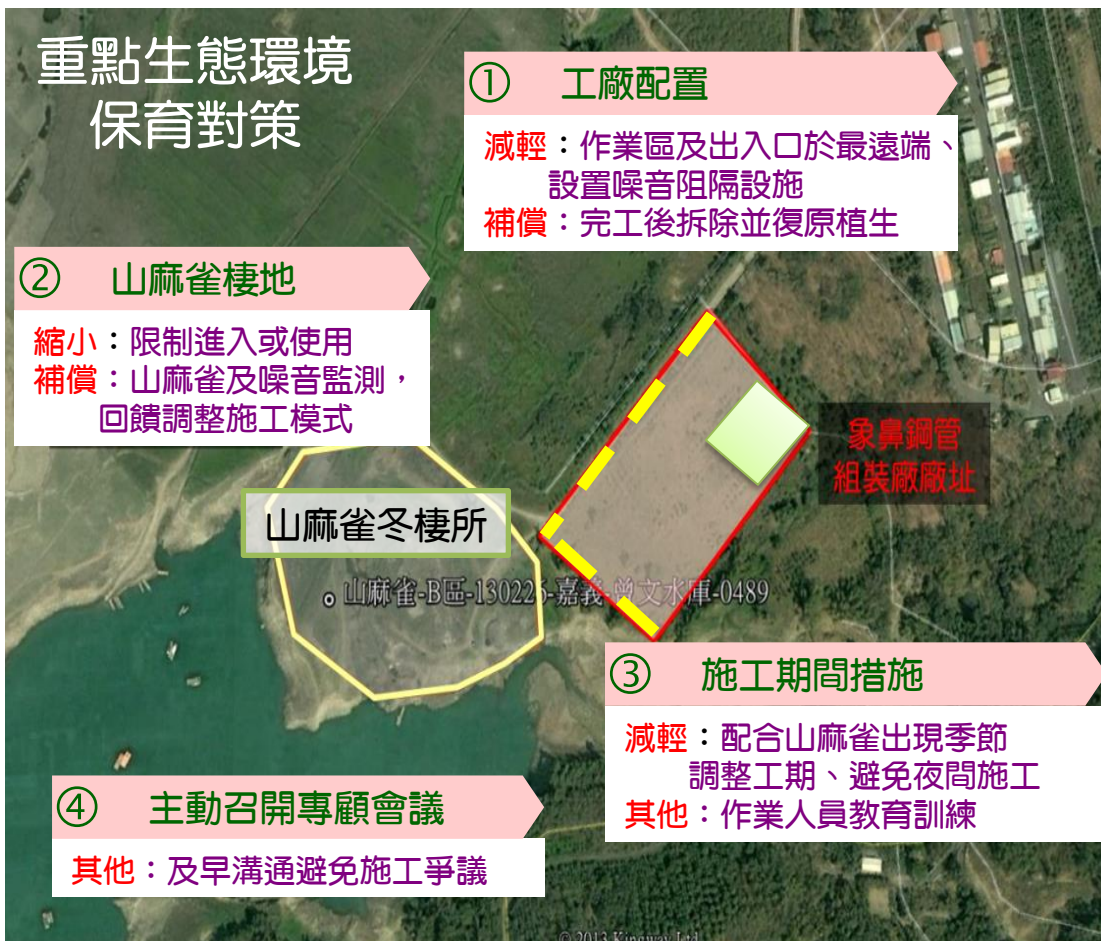 重點生態環境
保育對策
① 工廠配置
減輕：作業區及出入口於最遠端、
設置噪音阻隔設施
補償：完工後拆除並復原植生
② 山麻雀棲地
縮小：限制進入或使用
補償：山麻雀及噪音監測，
回饋調整施工模式
象鼻鋼管
組裝廠廠址
山麻雀冬棲所
山麻雀-B區-130226-嘉義-曾文水庫-0489
③ 施工期間措施
減輕：配合山麻雀出現季節
調整工期、避免夜間施工
其他：作業人員教育訓練
④ 主動召開專顧會議
其他：及早溝通避免施工爭議
© 2013 Kingway Ltd